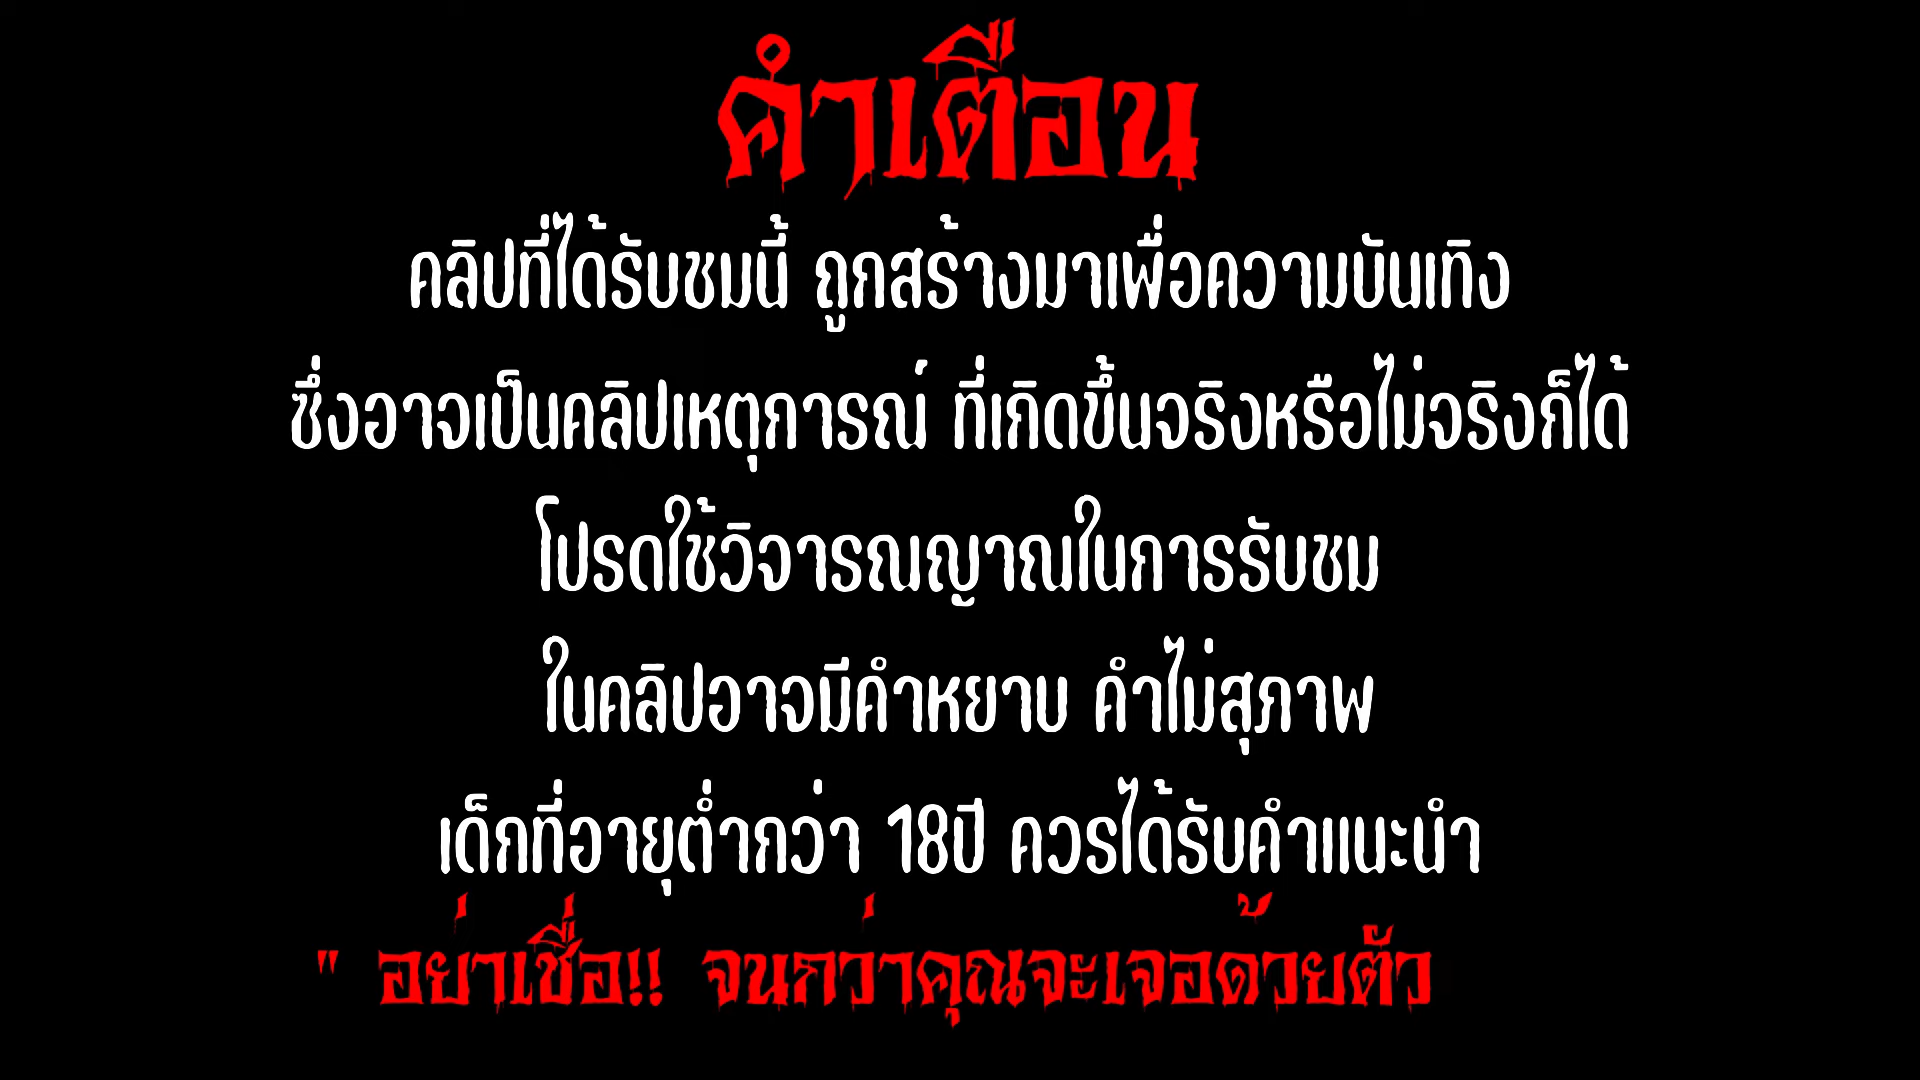 คำเตือน
คลิปที่ได้รับชมนี้ ถูกสร้างมาเพื่อความบันเทิง
ซึ่งอาจเป็นคลิปเหตุการณ์ ที่เกิดขึ้นจริงหรือไม่จริงก็ได้
โปรดใช้วิจารณญาณในการรับชม
ในคลิปอาจมีคำหยาบ คำไม่สุภาพ
เด็กที่อายุต่ำกว่า 18ปี ควรได้รับคำแนะนำ
" อย่าเชื่อ!! จนกว่าคุณจะเจอด้วยตัว